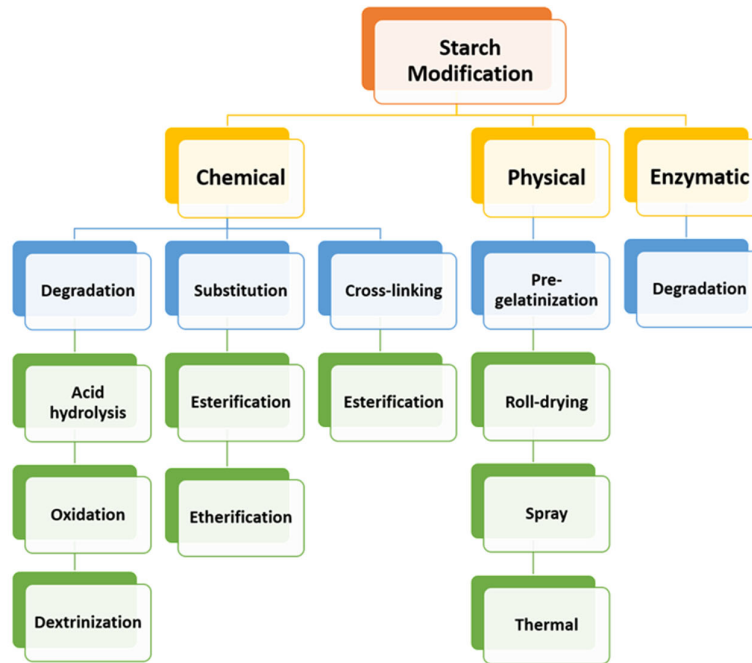 Starch
Modification
Chemical
Physical
Enzymatic
Degradation
Substitution
Cross-linking
Pre-
gelatinization
Degradation
Acid
hydrolysis
Esterification
Esterification
Roll-drying
Oxidation
Etherification
Spray
Dextrinization
Thermal